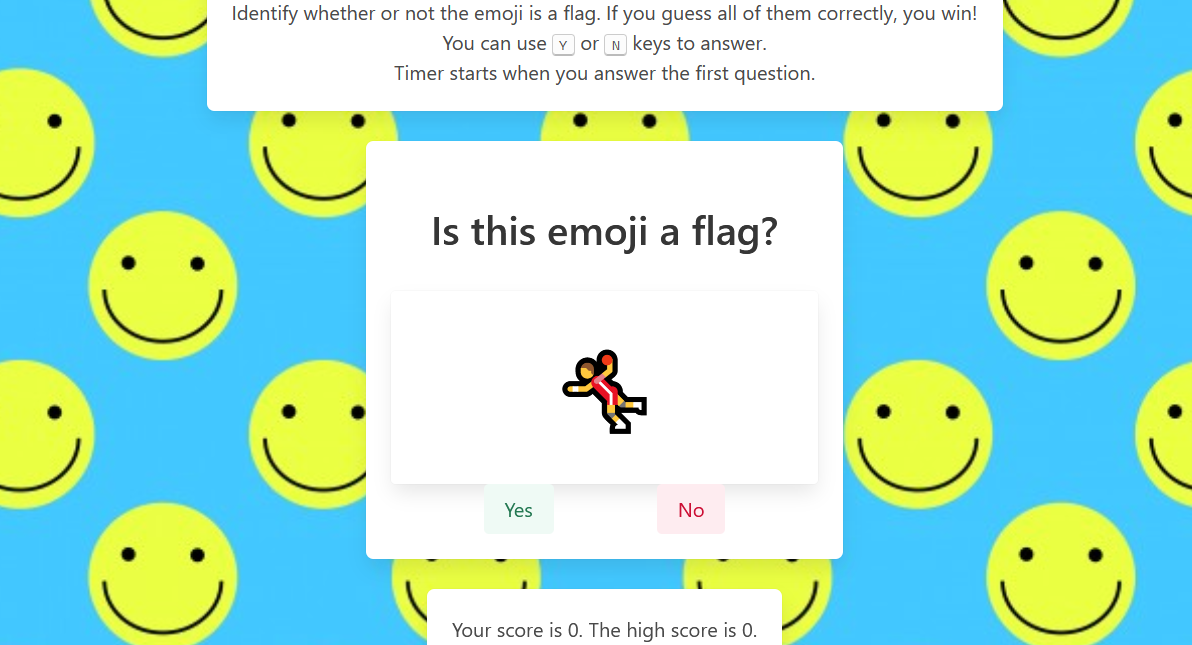 Identify whether or not the emoji is a flag. If you guess all of them correctly, you win!
You can use Y or N keys to answer.
Timer starts when you answer the first question.
Is this emoji a flag?
Yes
No
Your score is 0. The high score is 0.